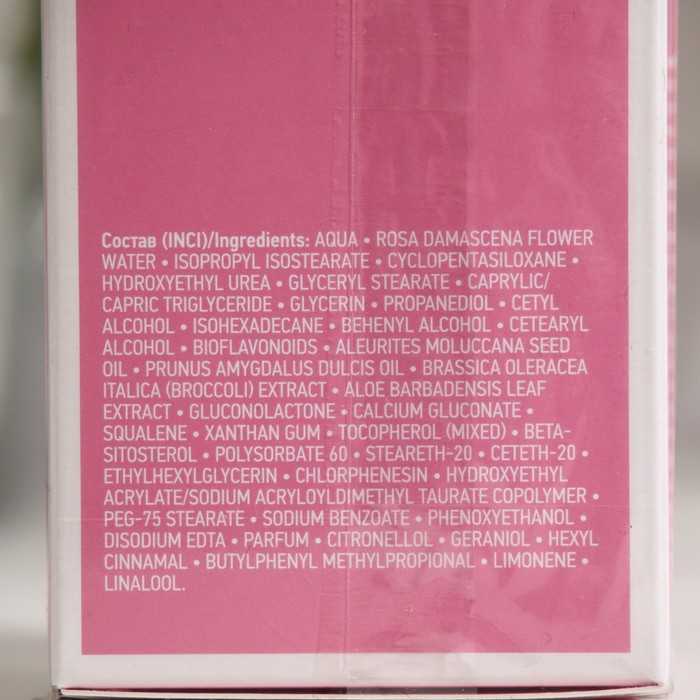 Состав (INCI)/Ingredients: AQUA • ROSA DAMASCENA FLOWER
WATER • ISOPROPYL ISOSTEARATE • CYCLOPENTASILOXANE •
HYDROXYETHYL UREA • GLYCERYL STEARATE • CAPRYLIC/
CAPRIC TRIGLYCERIDE • GLYCERIN • PROPANEDIOL • CETYL
ALCOHOL • ISOHEXADECANE • BEHENYL ALCOHOL • CETEARYL
ALCOHOL • BIOFLAVONOIDS • ALEURITES MOLUCCANA SEED
OIL • PRUNUS AMYGDALUS DULCIS OIL • BRASSICA OLERACEA
ITALICA (BROCCOLI) EXTRACT • ALOE BARBADENSIS LEAF
EXTRACT • GLUCONOLACTONE • CALCIUM GLUCONATE •
SQUALENE • XANTHAN GUM • TOCOPHEROL (MIXED) • BETA-
SITOSTEROL • POLYSORBATE 60 • STEARETH-20 • CETETH-20 •
ETHYLHEXYLGLYCERIN • CHLORPHENESIN • HYDROXYETHYL
ACRYLATE/SODIUM ACRYLOYLDIMETHYL TAURATE COPOLYMER •
PEG-75 STEARATE • SODIUM BENZOATE • PHENOXYETHANOL •
DISODIUM EDTA • PARFUM • CITRONELLOL • GERANIOL • HEXYL
CINNAMAL • BUTYLPHENYL METHYLPROPIONAL • LIMONENE •
LINALOOL.